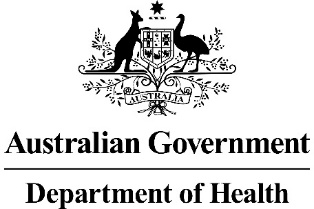 AUSTRALIA
Australian Government
Department of Health